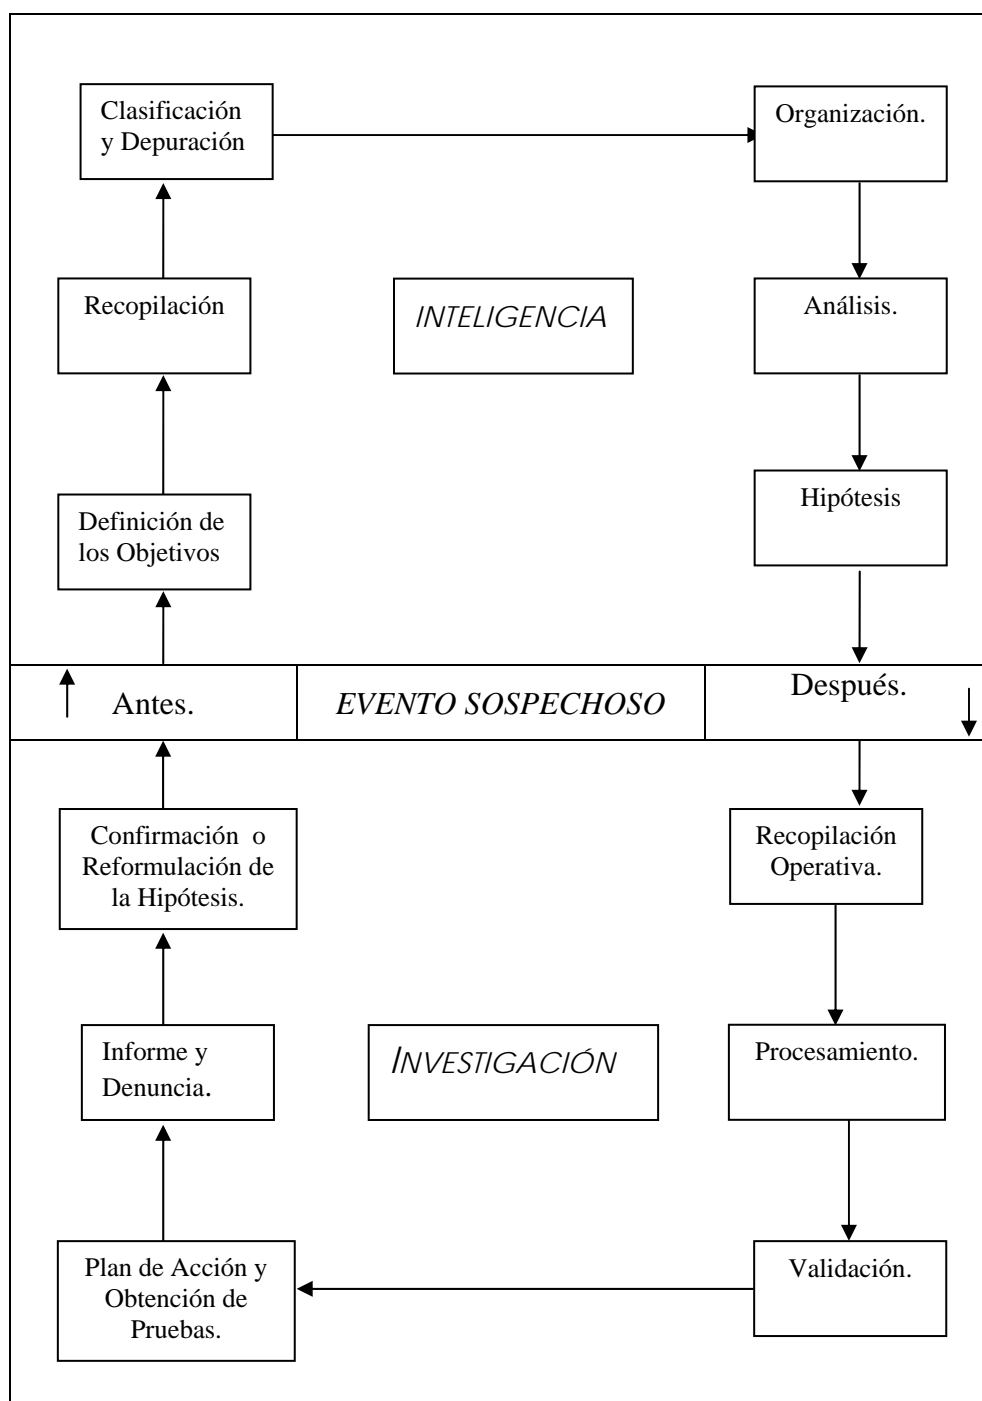 Clasificación
y Depuración
Organización.
Recopilación
INTELIGENCIA
Análisis.
Definición de
los Objetivos
Hipótesis
Antes.
EVENTO SOSPECHOSO
Después.
Confirmación o
Reformulación de
la Hipótesis.
Recopilación
Operativa.
Informe y
Denuncia.
INVESTIGACIÓN
Procesamiento.
Plan de Acción y
Obtención de
Pruebas.
Validación.